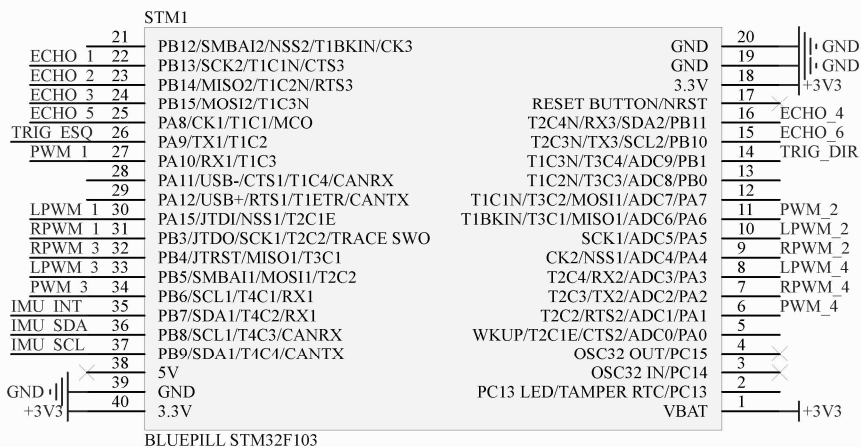 STM1
21 PB12/SMBAI2/NSS2/T1BKIN/CK3 GND 20 GND
ECHO_1 22 PB13/SCK2/T1C1N/CTS3 GND 19 GND
ECHO_2 23 PB14/MISO2/T1C2N/RTS3 3.3V 18 +3V3
ECHO_3 24 PB15/MOSI2/T1C3N RESET BUTTON/NRST 17
ECHO_5 25 PA8/CK1/T1C1/MCO T2C4N/RX3/SDA2/PB11 16 ECHO_4
TRIG_ESQ 26 PA9/TX1/T1C2 T2C3N/TX3/SCL2/PB10 15 ECHO_6
PWM_1 27 PA10/RX1/T1C3 T1C3N/T3C4/ADC9/PB1 14 TRIG_DIR
28 PA11/USB-/CTS1/T1C4/CANRX T1C2N/T3C3/ADC8/PB0 13
29 PA12/USB+/RTS1/T1ETR/CANTX T1C1N/T3C2/MOSI1/ADC7/PA7 12
LPWM_1 30 PA15/JTDI/NSS1/T2C1E T1BKIN/T3C1/MISO1/ADC6/PA6 11 PWM_2
RPWM_1 31 PB3/JTDO/SCK1/T2C2/TRACE SWO SCK1/ADC5/PA5 10 LPWM_2
RPWM_3 32 PB4/JTRST/MISO1/T3C1 CK2/NSS1/ADC4/PA4 9 RPWM_2
LPWM_3 33 PB5/SMBAI1/MOSI1/T2C2 T2C4/RX2/ADC3/PA3 8 LPWM_4
PWM_3 34 PB6/SCL1/T4C1/RX1 T2C3/TX2/ADC2/PA2 7 RPWM_4
IMU_INT 35 PB7/SDA1/T4C2/RX1 T2C2/RTS2/ADC1/PA1 6 PWM_4
IMU_SDA 36 PB8/SCL1/T4C3/CANRX WKUP/T2C1E/CTS2/ADC0/PA0 5
IMU_SCL 37 PB9/SDA1/T4C4/CANTX OSC32 OUT/PC15 4
38 5V OSC32 IN/PC14 3
GND 39 GND PC13 LED/TAMPER RTC/PC13 2
+3V3 40 3.3V VBAT 1 +3V3
BLUEPILL STM32F103